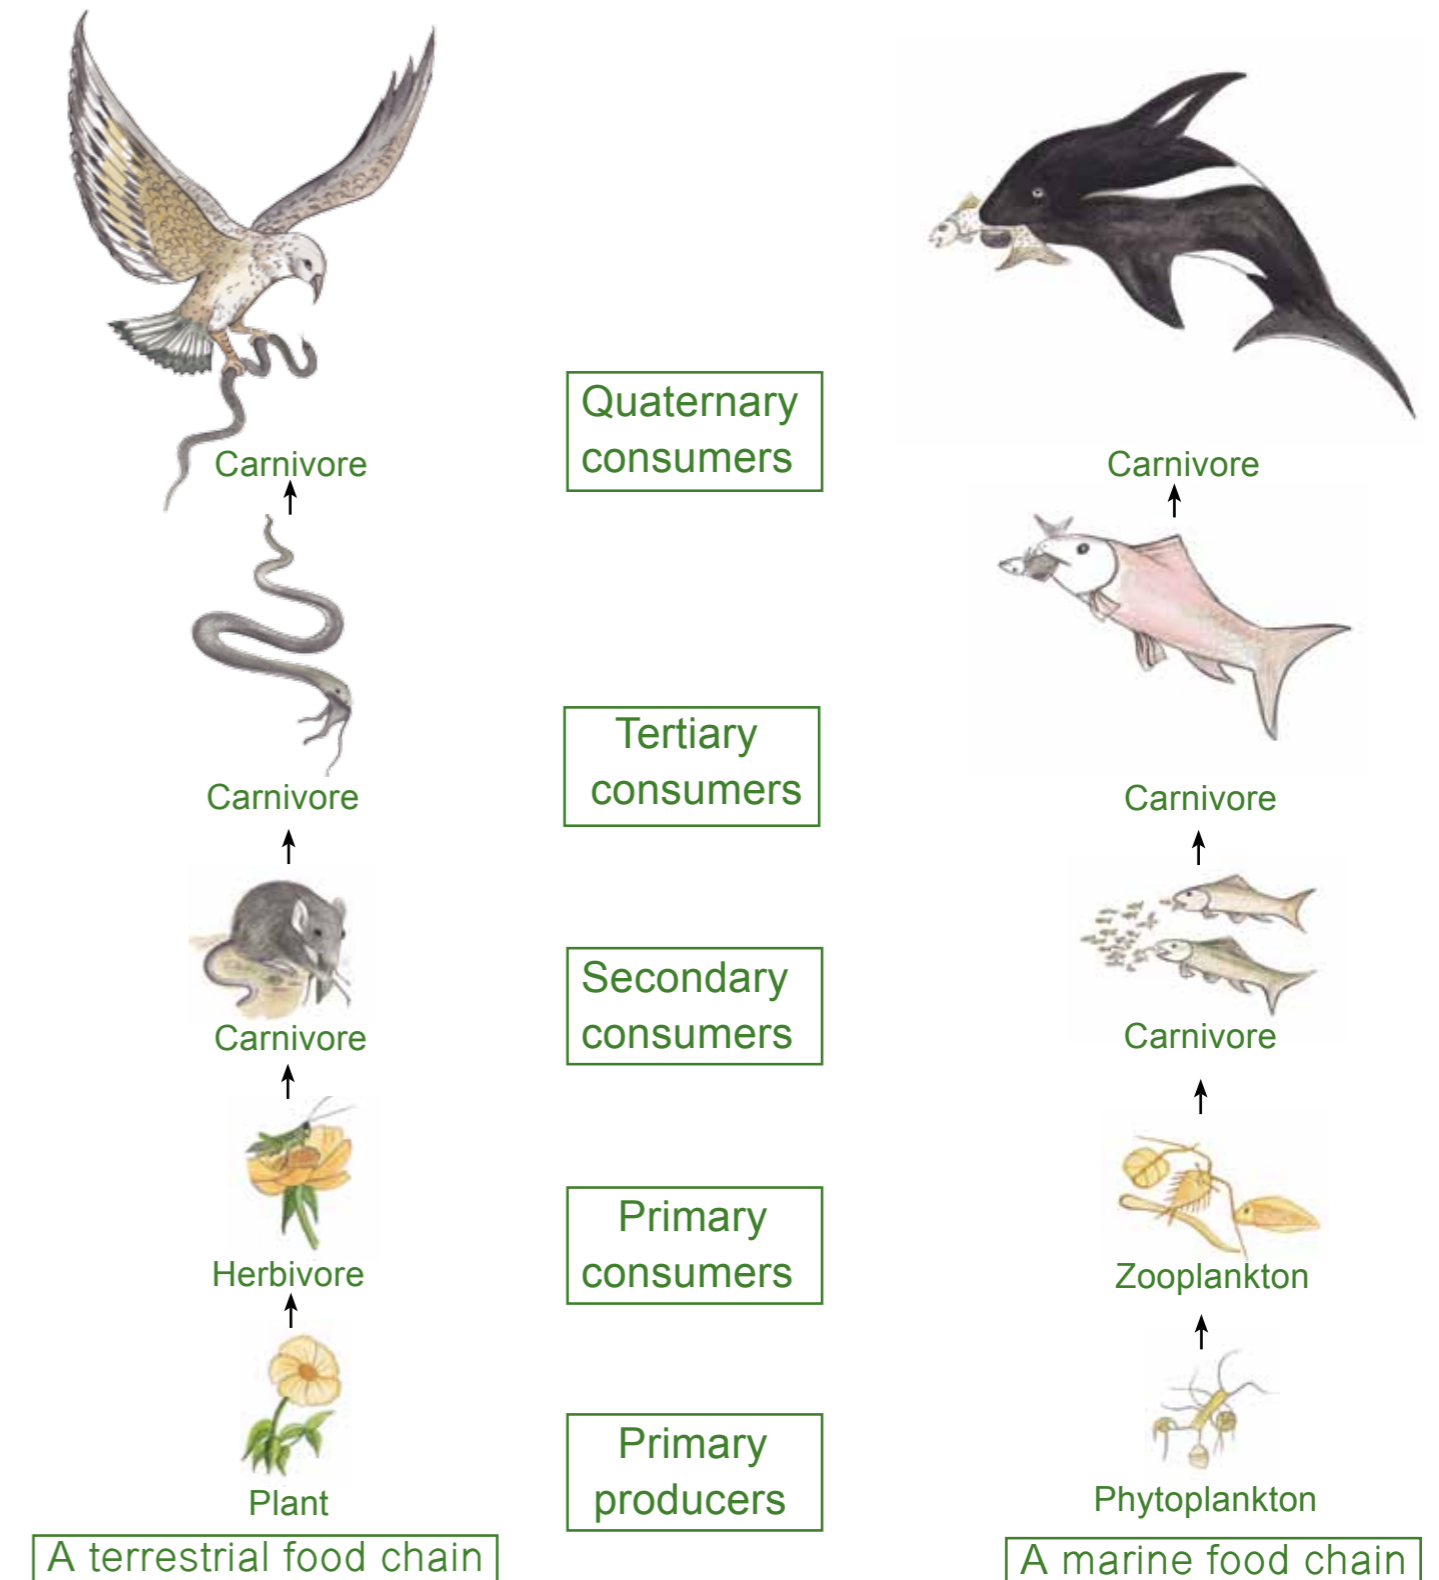 Quaternary
consumers
Carnivore
Carnivore
Tertiary
consumers
Carnivore
Carnivore
Secondary
consumers
Carnivore
Carnivore
Primary
consumers
Herbivore
Zooplankton
Primary
producers
Plant
Phytoplankton
A terrestrial food chain
A marine food chain